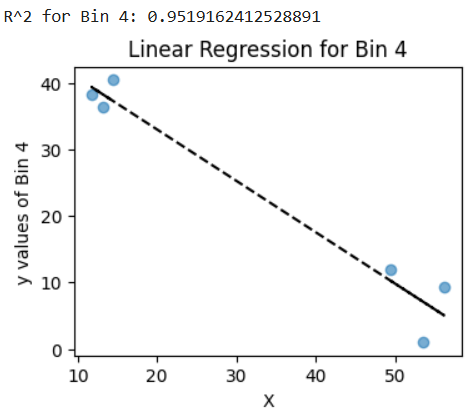 R^2 for Bin 4: 0.9519162412528891
Linear Regression for Bin 4
y values of Bin 4
40
30
20
10
0
10 20 30 40 50
X